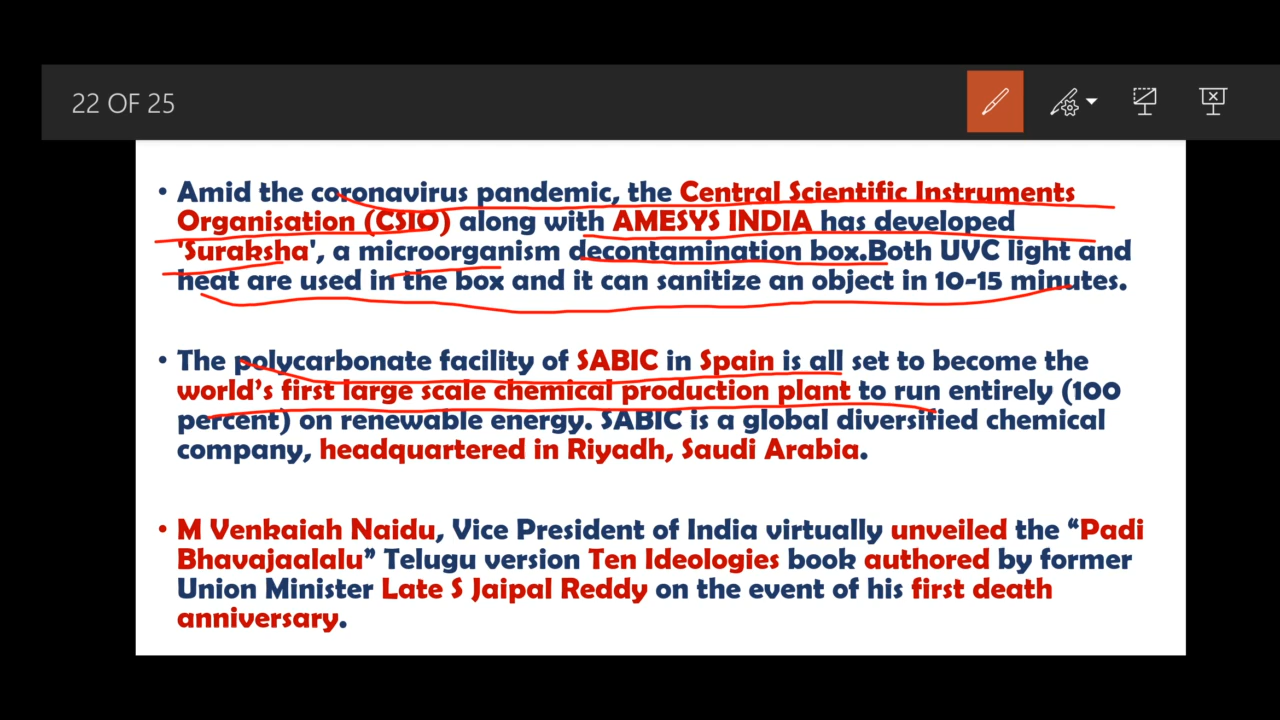 22 OF 25
• Amid the coronavirus pandemic, the Central Scientific Instruments
Organisation (CSIO) along with AMESYS INDIA has developed
'Suraksha', a microorganism decontamination box.Both UVC light and
heat are used in the box and it can sanitize an object in 10-15 minutes.
• The polycarbonate facility of SABIC in Spain is all set to become the
world's first large scale chemical production plant to run entirely (100
percent) on renewable energy. SABIC is a global diversified chemical
company, headquartered in Riyadh, Saudi Arabia.
• M Venkaiah Naidu, Vice President of India virtually unveiled the “Padi
Bhavajaalalu” Telugu version Ten Ideologies book authored by former
Union Minister Late S Jaipal Reddy on the event of his first death
anniversary.